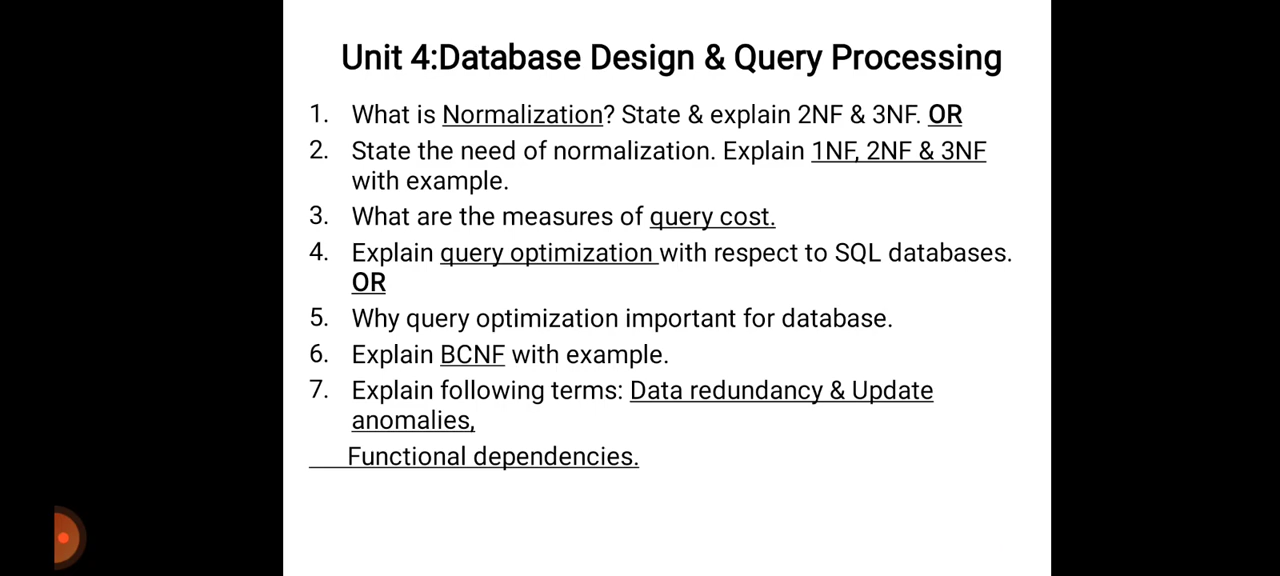 Unit 4:Database Design & Query Processing
1. What is Normalization? State & explain 2NF & 3NF. OR
2. State the need of normalization. Explain 1NF, 2NF & 3NF
with example.
3. What are the measures of query cost.
4. Explain query optimization with respect to SQL databases.
OR
5. Why query optimization important for database.
6. Explain BCNF with example.
7. Explain following terms: Data redundancy & Update
anomalies,
Functional dependencies.